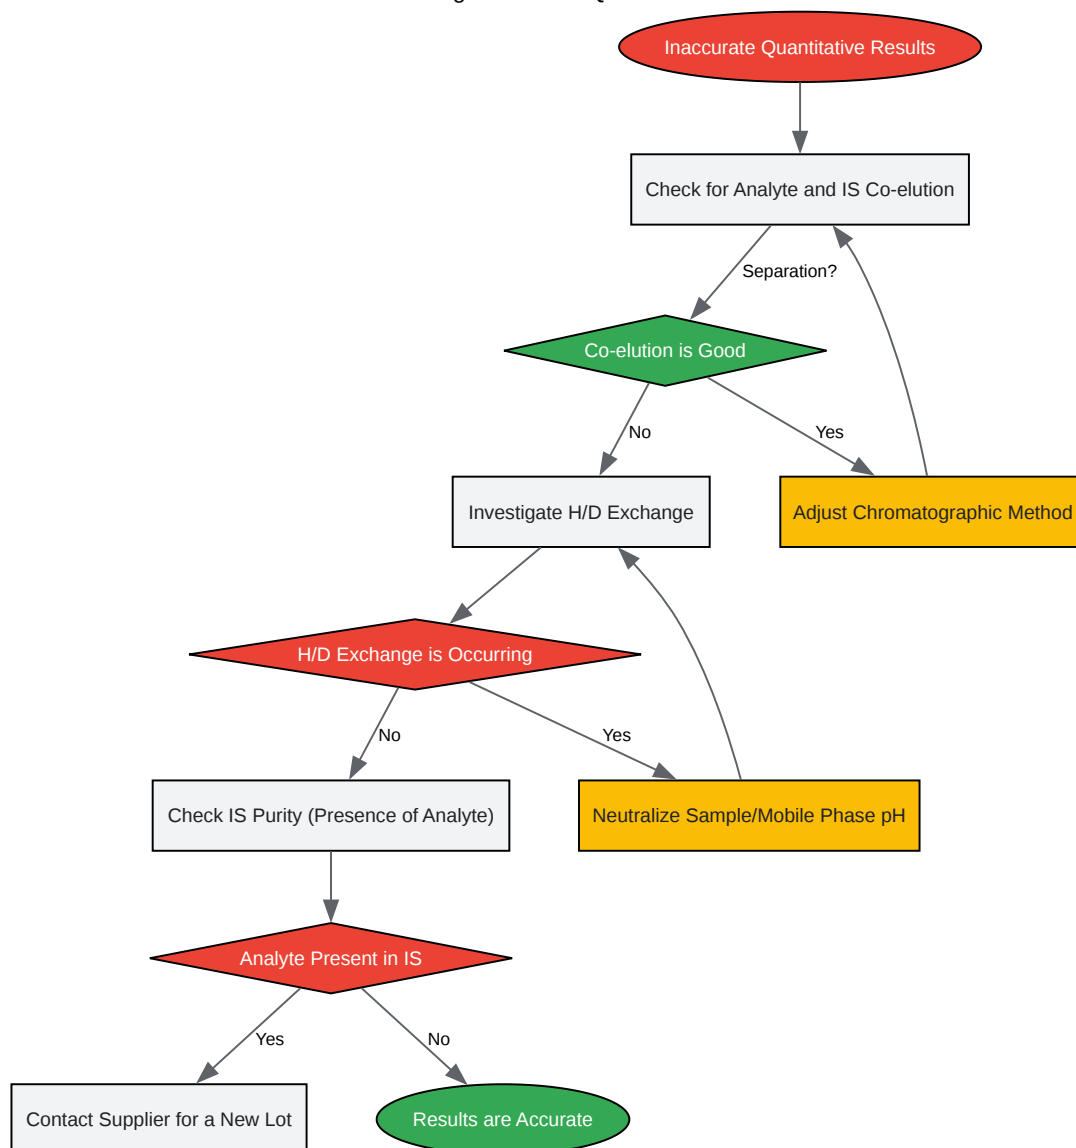 Inaccurate Quantitative Results
Check for Analyte and IS Co-elution
Separation?
Co-elution is Good
No
Yes
Investigate H/D Exchange
Adjust Chromatographic Method
H/D Exchange is Occurring
No
Yes
Check IS Purity (Presence of Analyte)
Neutralize Sample/Mobile Phase pH
Analyte Present in IS
Yes
No
Contact Supplier for a New Lot
Results are Accurate